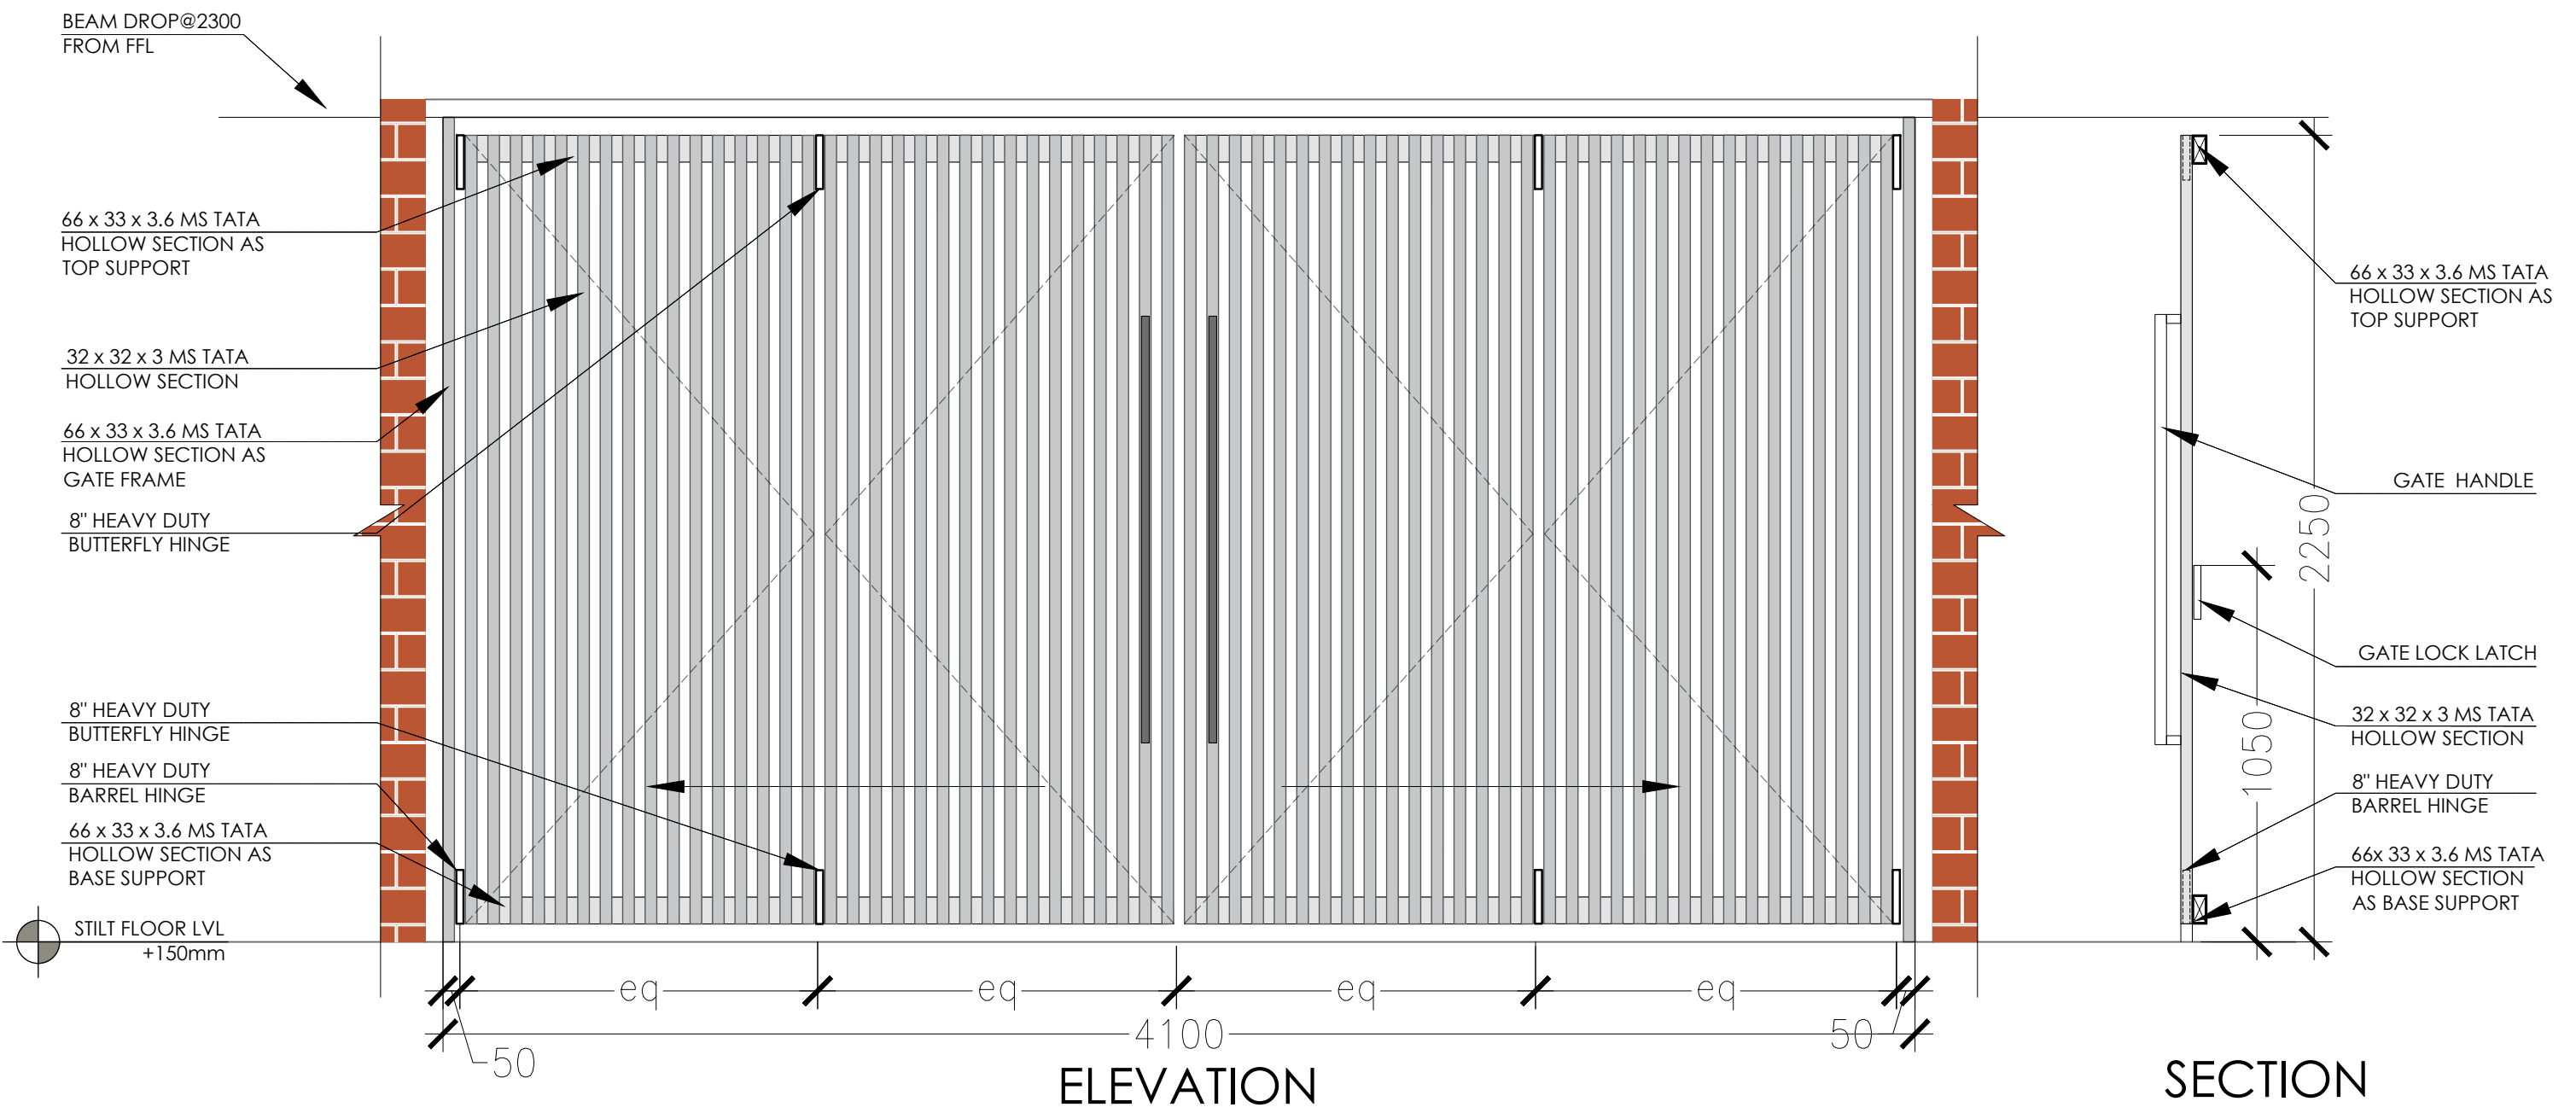 BEAM DROP@2300
FROM FFL
66 x 33 x 3.6 MS TATA
HOLLOW SECTION AS
TOP SUPPORT
32 x 32 x 3 MS TATA
HOLLOW SECTION
66 x 33 x 3.6 MS TATA
HOLLOW SECTION AS
GATE FRAME
8" HEAVY DUTY
BUTTERFLY HINGE
8" HEAVY DUTY
BUTTERFLY HINGE
8" HEAVY DUTY
BARREL HINGE
66 x 33 x 3.6 MS TATA
HOLLOW SECTION AS
BASE SUPPORT
STILT FLOOR LVL
+150mm
eq
eq
eq
eq
50
4100
50
ELEVATION
66 x 33 x 3.6 MS TATA
HOLLOW SECTION AS
TOP SUPPORT
GATE HANDLE
2250
GATE LOCK LATCH
1050
32 x 32 x 3 MS TATA
HOLLOW SECTION
8" HEAVY DUTY
BARREL HINGE
66x 33 x 3.6 MS TATA
HOLLOW SECTION
AS BASE SUPPORT
SECTION